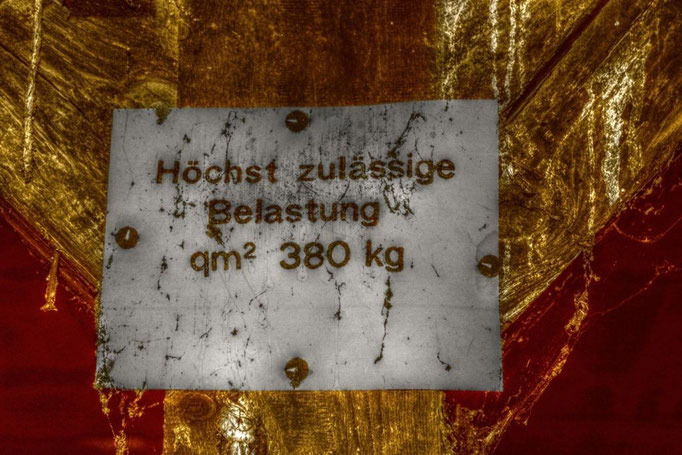 Höchst zulässige
Belastung
qm² 380 kg